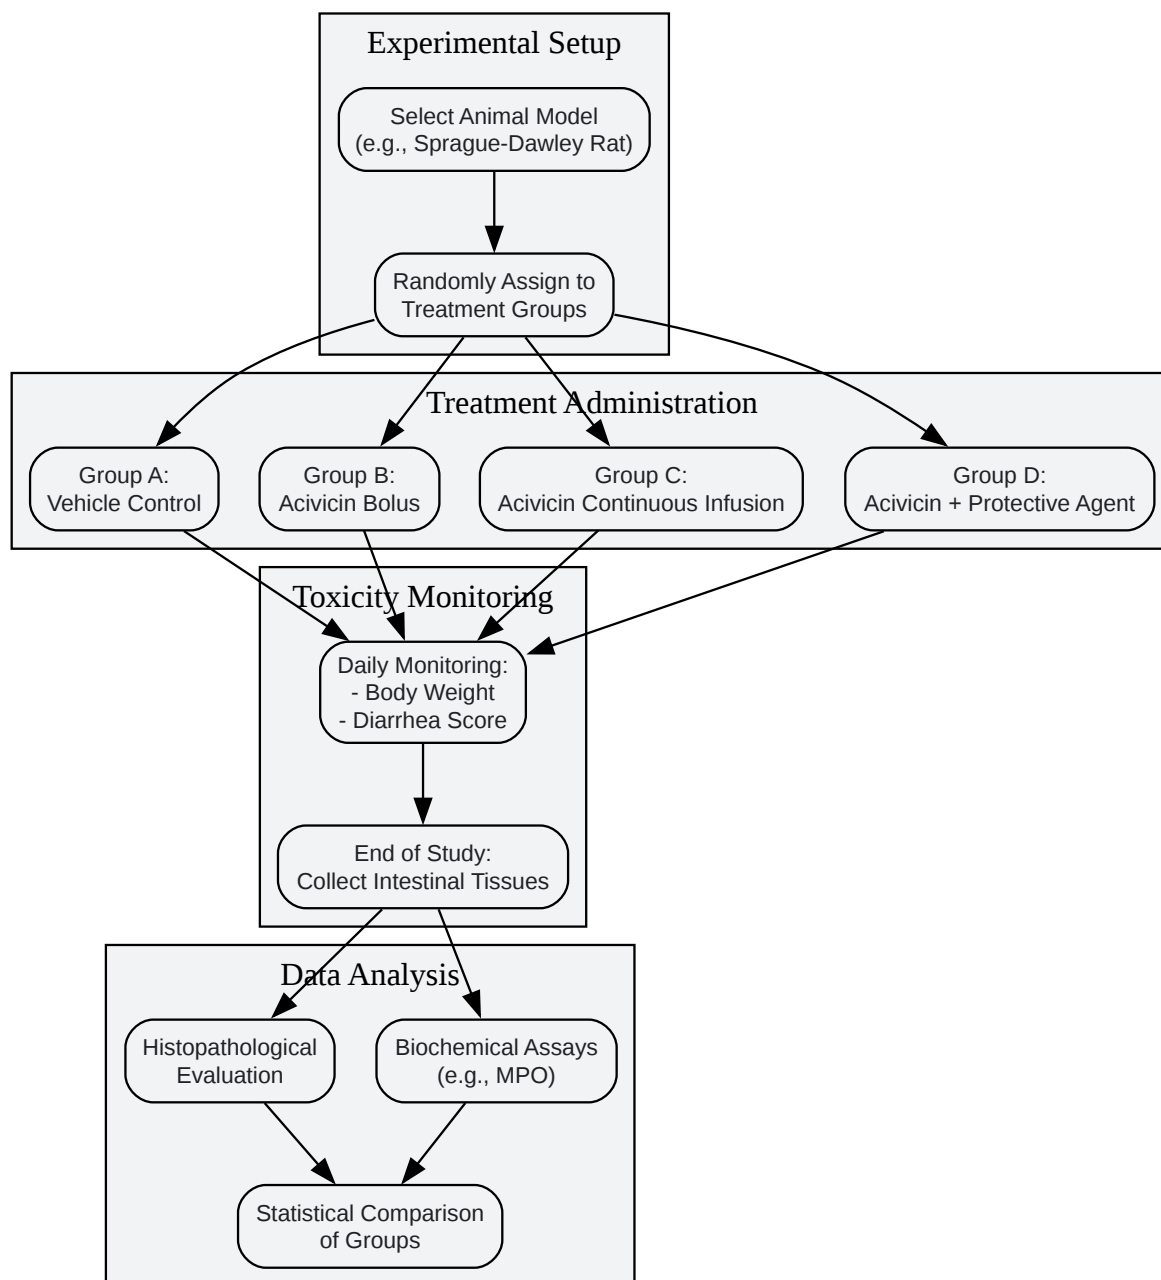 Experimental Setup
Select Animal Model
(e.g., Sprague-Dawley Rat)
Randomly Assign to
Treatment Groups
Treatment Administration
Group A:
Vehicle Control
Group B:
Acivicin Bolus
Group C:
Acivicin Continuous Infusion
Group D:
Acivicin + Protective Agent
Toxicity Monitoring
Daily Monitoring:
- Body Weight
- Diarrhea Score
End of Study:
Collect Intestinal Tissues
Data Analysis
Histopathological
Evaluation
Biochemical Assays
(e.g., MPO)
Statistical Comparison
of Groups